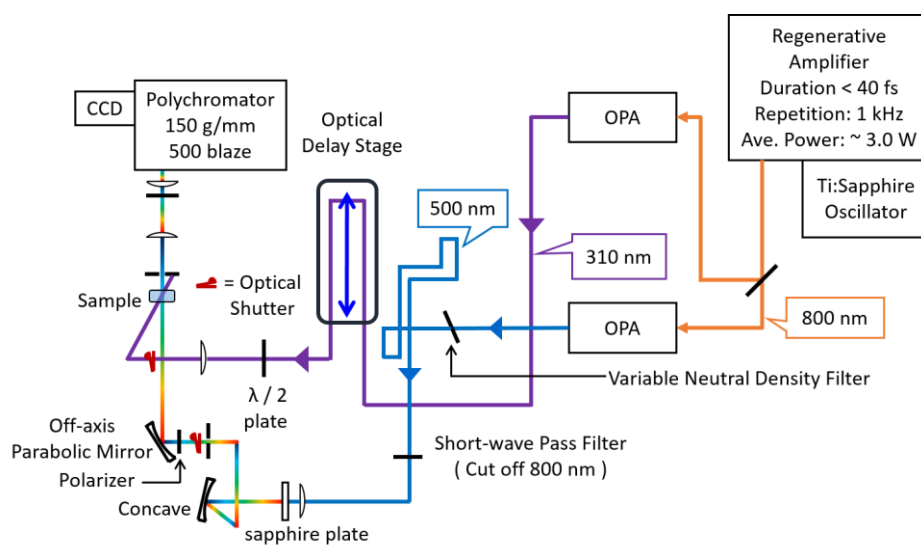 Regenerative
Amplifier
Duration < 40 fs
Repetition: 1 kHz
Ave. Power: ~ 3.0 W
Ti:Sapphire
Oscillator
CCD
Polychromator
150 g/mm
500 blaze
Optical
Delay Stage
OPA
500 nm
310 nm
800 nm
Sample
= Optical
Shutter
OPA
λ / 2
plate
Variable Neutral Density Filter
Off-axis
Parabolic Mirror
Polarizer
Short-wave Pass Filter
( Cut off 800 nm )
Concave
sapphire plate